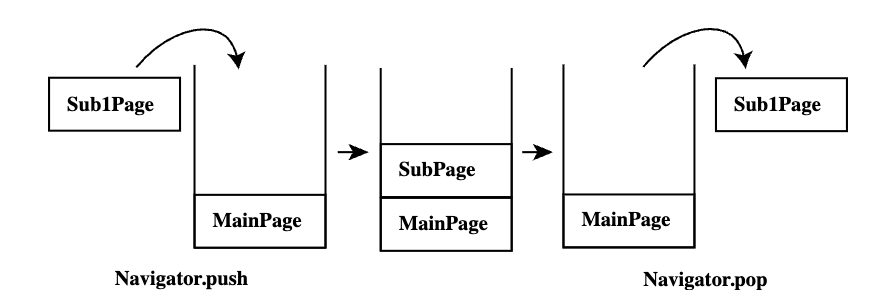 Sub1Page
MainPage
SubPage
MainPage
MainPage
Sub1Page
Navigator.push
Navigator.pop